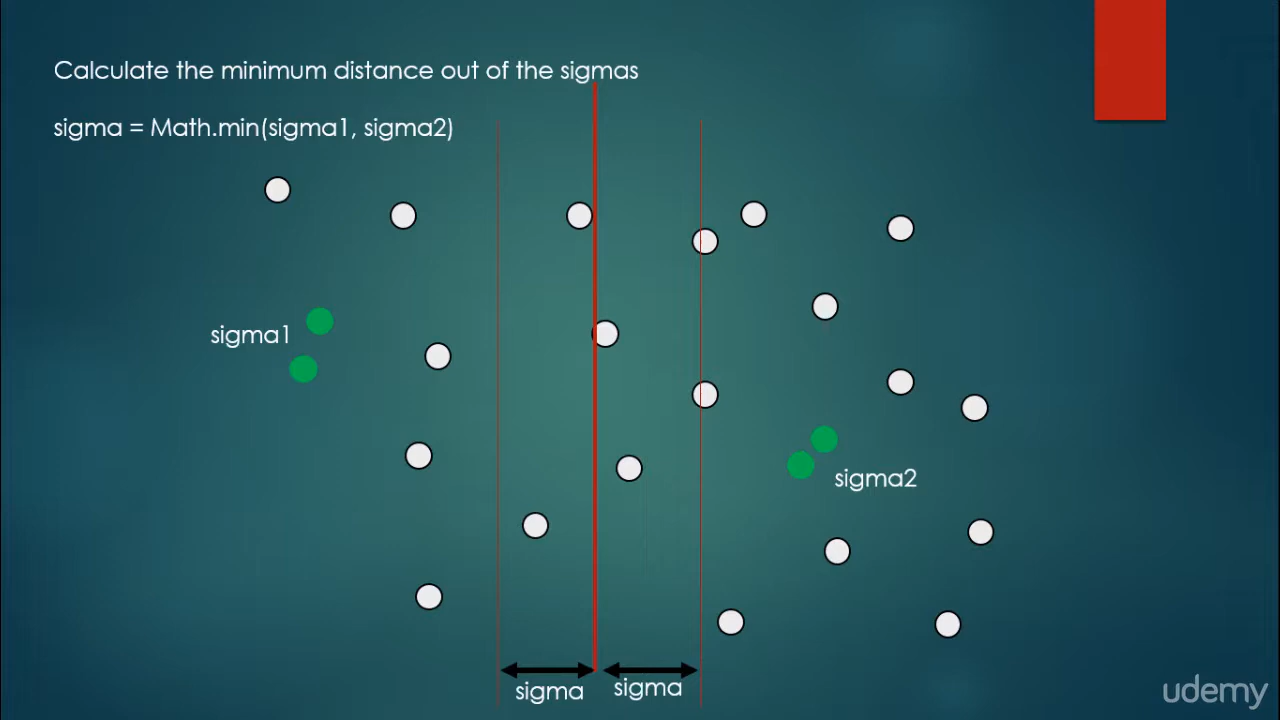 Calculate the minimum distance out of the sigmas
sigma = Math.min(sigma1, sigma2)
sigma1
sigma2
sigma
sigma
udemy